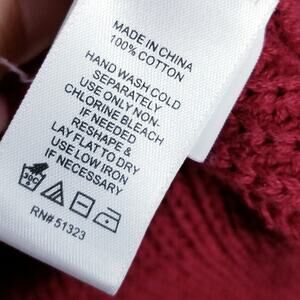 MADE IN CHINA
100% COTTON
HAND WASH COLD
SEPARATELY
USE ONLY NON-
CHLORINE BLEACH
IF NEEDED
RESHAPE &
LAY FLAT TO DRY
USE LOW IRON
IF NECESSARY
30C
RN# 51323